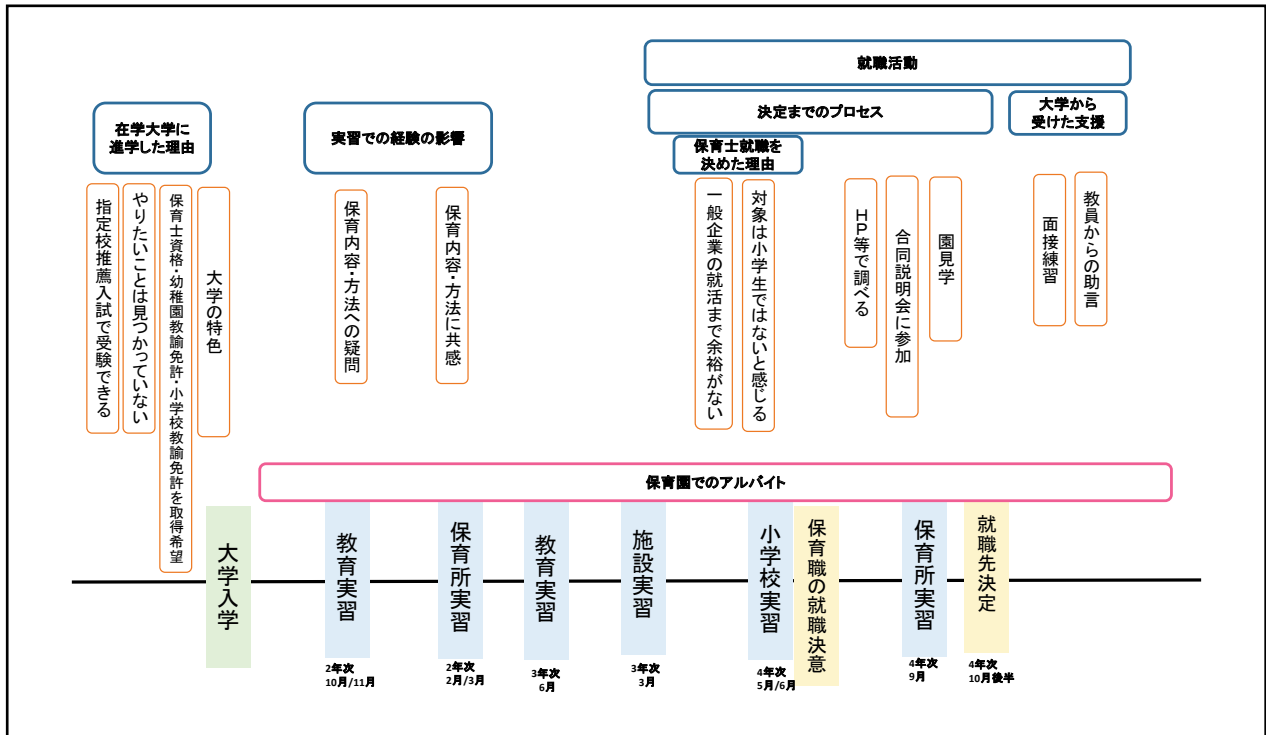 就職活動
決定までのプロセス
大学から
受けた支援
在学大学に
進学した理由
実習での経験の影響
保育士就職を
決めた理由
指定校推薦入試で受験できる
やりたいことは見つかっていない
保育士資格・幼稚園教諭免許・小学校教諭免許を取得希望
大学の特色
保育内容・方法への疑問
保育内容・方法に共感
一般企業の就活まで余裕がない
対象は小学生ではないと感じる
HP等で調べる
合同説明会に参加
園見学
面接練習
教員からの助言
保育園でのアルバイト
大学入学
教育実習
2年次
10月/11月
保育所実習
2年次
2月/3月
教育実習
3年次
6月
施設実習
3年次
3月
小学校実習
4年次
5月/6月
保育職の就職決意
保育所実習
4年次
9月
就職先決定
4年次
10月後半